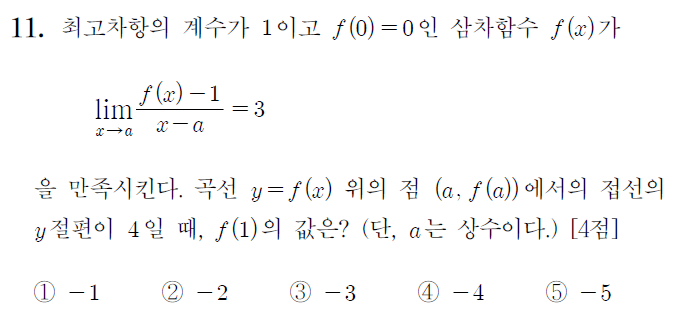 11. 최고차항의 계수가 1이고 f(0)=0인 삼차함수 f(x)가
lim_{x→a} \frac{f(x)-1}{x-a} = 3
을 만족시킨다. 곡선 y=f(x) 위의 점 (a, f(a))에서의 접선의
y절편이 4일 때, f(1)의 값은? (단, a는 상수이다.) [4점]
① -1 ② -2 ③ -3 ④ -4 ⑤ -5